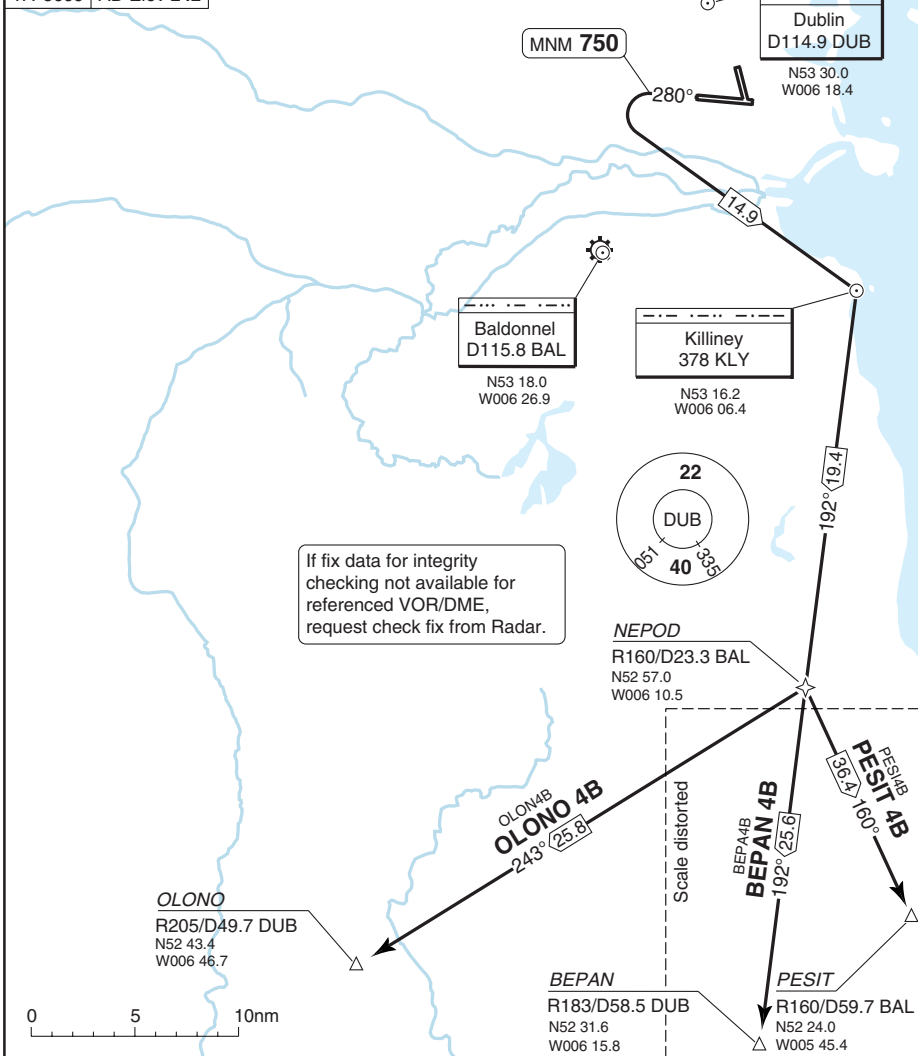 Dublin
D114.9 DUB
N53 30.0
W006 18.4
MNM 750
280°
14.9
Baldonnel
D115.8 BAL
N53 18.0
W006 26.9
Killiney
378 KLY
N53 16.2
W006 06.4
192° 19.4
22
DUB
051
335
40
If fix data for integrity
checking not available for
referenced VOR/DME,
request check fix from Radar.
NEPOD
R160/D23.3 BAL
N52 57.0
W006 10.5
OLON4B
OLONO 4B
243° 25.8
Scale distorted
BEPA4B
BEPAN 4B
192° 25.6
PESI4B
PESIT 4B
36.4 160°
OLONO
R205/D49.7 DUB
N52 43.4
W006 46.7
BEPAN
R183/D58.5 DUB
N52 31.6
W006 15.8
PESIT
R160/D59.7 BAL
N52 24.0
W005 45.4
0 5 10nm